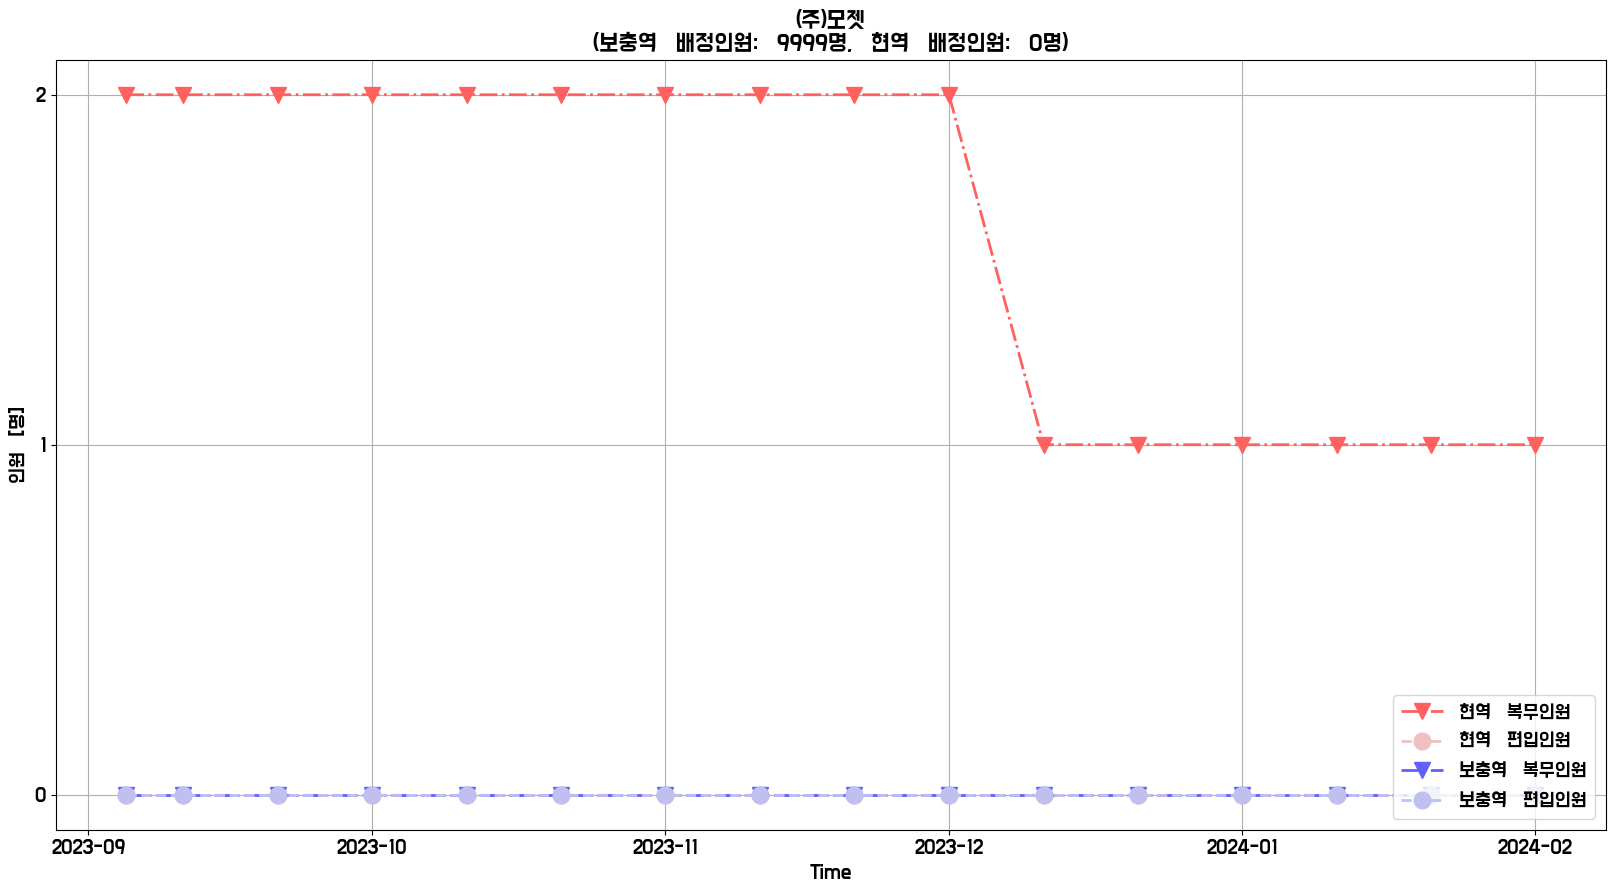 (주)모젯
(보충역 배정인원: 9999명, 현역 배정인원: 0명)
2
1
0
인원 [명]
2023-09
2023-10
2023-11
2023-12
2024-01
2024-02
Time
현역 복무인원
현역 편입인원
보충역 복무인원
보충역 편입인원